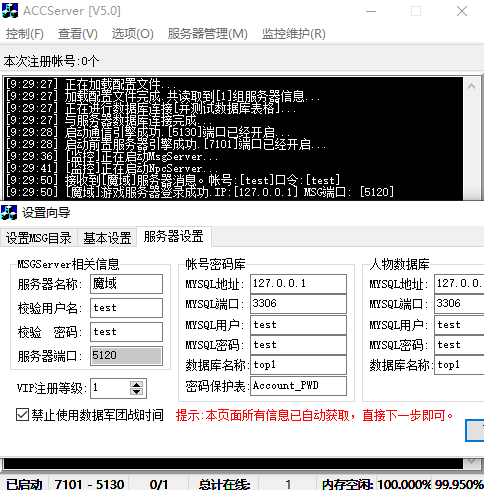 ACCServer [V5.0]
控制(F) 查看(V) 选项(O) 服务器管理(M) 监控维护(R)
本次注册帐号:0个
[9:29:27] 正在加载配置文件...
[9:29:27] 加载配置文件完成.共读取到[1]组服务器信息...
[9:29:27] 正在进行数据库连接[并测试数据库表格]...
[9:29:27] 与服务器数据库连接完成...
[9:29:28] 启动通信引擎成功.[5130]端口已经开启...
[9:29:28] 启动前置服务器引擎成功.[7101]端口已经开启...
[9:29:36] [监控]正在启动MsgServer...
[9:29:41] [监控]正在启动NpcServer...
[9:29:50] 接收到[魔域]服务器消息。帐号:[test]口令:[test]
[9:29:50] [魔域]游戏服务器登录成功.IP:[127.0.0.1] MSG端口: [5120]
设置向导
设置MSG目录 基本设置 服务器设置
MSGServer相关信息
服务器名称: 魔域
校验用户名: test
校验 密码: test
服务器端口: 5120
VIP注册等级: 1
帐号密码库
MYSQL地址: 127.0.0.1
MYSQL端口: 3306
MYSQL用户: test
MYSQL密码: test
数据库名称: top1
密码保护表: Account_PWD
人物数据库
MYSQL地址: 127.0.0.
MYSQL端口: 3306
MYSQL用户: test
MYSQL密码: test
数据库名称: top1
禁止使用数据军团战时间 提示:本页面所有信息已自动获取，直接下一步即可。
已启动 7101 - 5130 0/1 总计在线: 1 内存空闲: 100.000% 99.950%